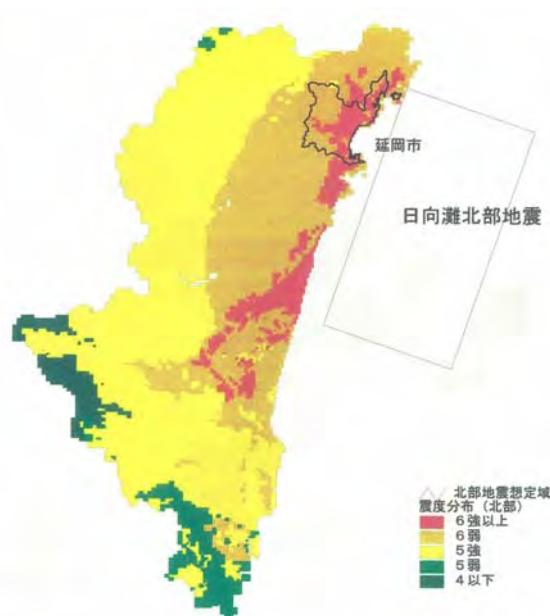 延岡市
日向灘北部地震
北部地震想定域
震度分布（北部）
6強以上
6弱
5強
5弱
4以下